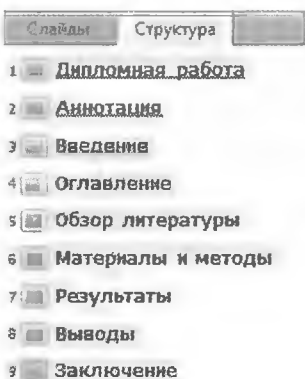 Слайды Структура
1 Дипломная работа
2 Аннотация
3 Введение
4 Оглавление
5 Обзор литературы
6 Материалы и методы
7 Результаты
8 Выводы
9 Заключение